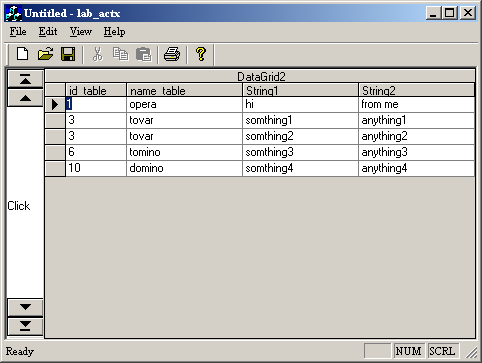 Untitled - lab_actx
File Edit View Help
DataGrid2
id_table name_table String1 String2
1 opera hi from me
3 tovar somthing1 anything1
3 tovar somthing2 anything2
6 tomino somthing3 anything3
10 domino somthing4 anything4
Click
Ready NUM SCRL